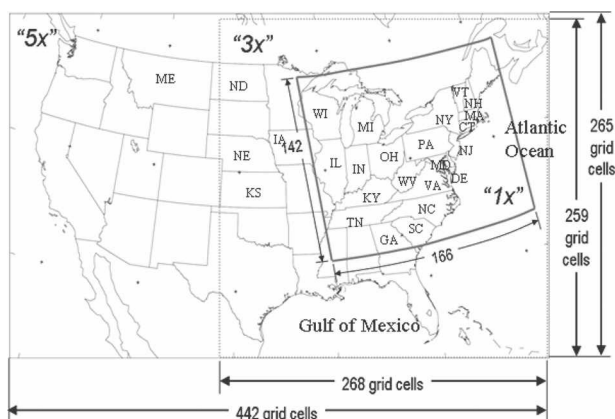 “5x”
“3x”
ME
ND
WI
MI
VT
NH
NY
MA
CT
IA
142
NE
IL
IN
OH
PA
NJ
MD
DE
WV
VA
KS
KY
“1x”
NC
TN
SC
GA
166
Atlantic
Ocean
Gulf of Mexico
265
grid
cells
259
grid
cells
268 grid cells
442 grid cells